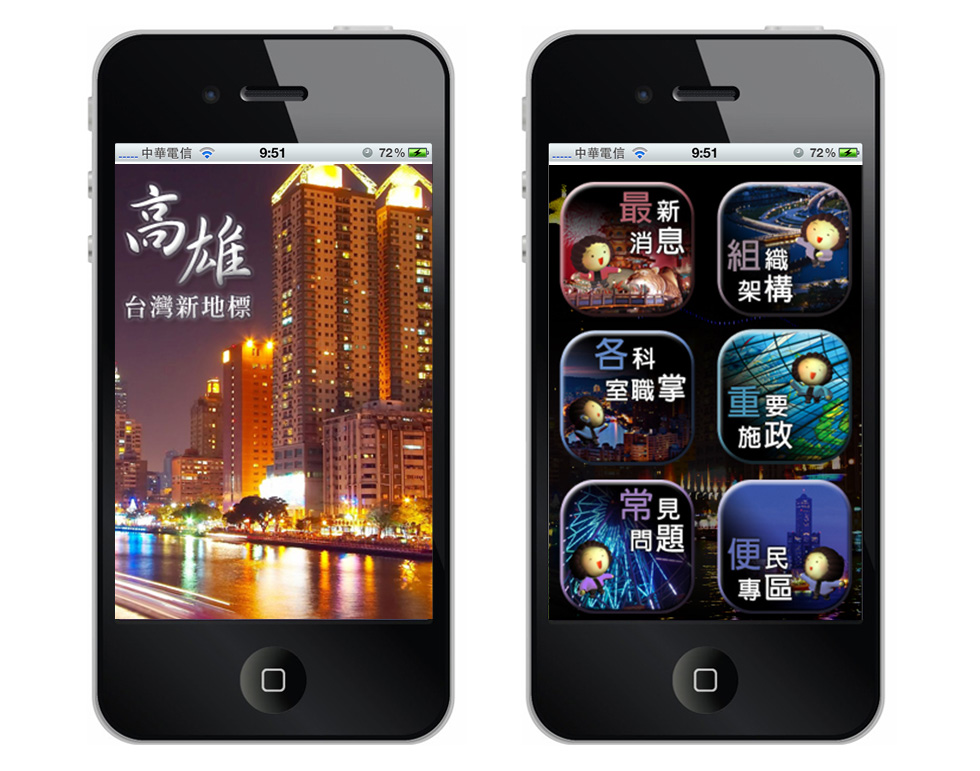 中華電信 9:51 72%
高雄
台灣新地標
中華電信 9:51 72%
最新
消息
組織
架構
各科
室職掌
重要
施政
常見
問題
便民
專區